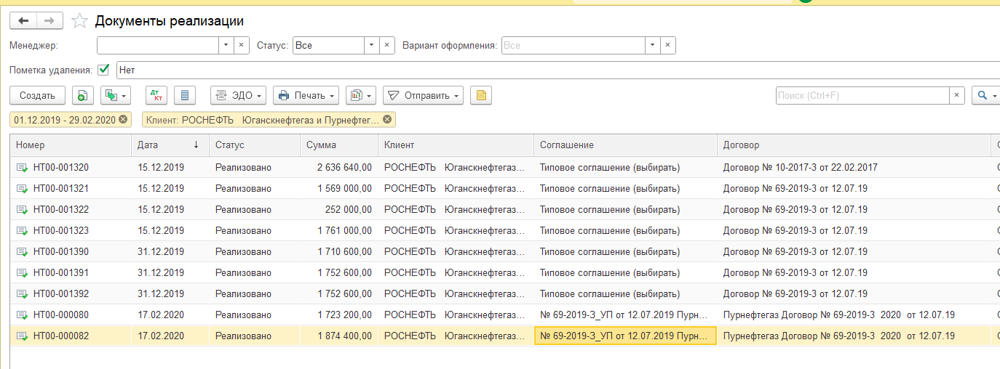 Документы реализации
Менеджер: Статус: Все Вариант оформления: Все
Пометка удаления: Нет
Создать Дт Кт ЭДО Печать Отправить Поиск (Ctrl+F)
01.12.2019 - 29.02.2020 Клиент: РОСНЕФТЬ Юганскнефтегаз и Пурнефтег...
Номер Дата ↓ Статус Сумма Клиент Соглашение Договор
НТ00-001320 15.12.2019 Реализовано 2 636 640,00 РОСНЕФТЬ Юганскнефтегаз... Типовое соглашение (выбирать) Договор № 10-2017-3 от 22.02.2017
НТ00-001321 15.12.2019 Реализовано 1 569 000,00 РОСНЕФТЬ Юганскнефтегаз... Типовое соглашение (выбирать) Договор № 69-2019-3 от 12.07.19
НТ00-001322 15.12.2019 Реализовано 252 000,00 РОСНЕФТЬ Юганскнефтегаз... Типовое соглашение (выбирать) Договор № 69-2019-3 от 12.07.19
НТ00-001323 15.12.2019 Реализовано 1 761 000,00 РОСНЕФТЬ Юганскнефтегаз... Типовое соглашение (выбирать) Договор № 69-2019-3 от 12.07.19
НТ00-001390 31.12.2019 Реализовано 1 710 600,00 РОСНЕФТЬ Юганскнефтегаз... Типовое соглашение (выбирать) Договор № 69-2019-3 от 12.07.19
НТ00-001391 31.12.2019 Реализовано 1 752 600,00 РОСНЕФТЬ Юганскнефтегаз... Типовое соглашение (выбирать) Договор № 69-2019-3 от 12.07.19
НТ00-001392 31.12.2019 Реализовано 1 752 600,00 РОСНЕФТЬ Юганскнефтегаз... Типовое соглашение (выбирать) Договор № 69-2019-3 от 12.07.19
НТ00-000080 17.02.2020 Реализовано 1 723 200,00 РОСНЕФТЬ Юганскнефтегаз... № 69-2019-З_УП от 12.07.2019 Пурн... Пурнефтегаз Договор № 69-2019-3 2020 от 12.07.19
НТ00-000082 17.02.2020 Реализовано 1 874 400,00 РОСНЕФТЬ Юганскнефтегаз... № 69-2019-З_УП от 12.07.2019 Пурн... Пурнефтегаз Договор № 69-2019-3 2020 от 12.07.19